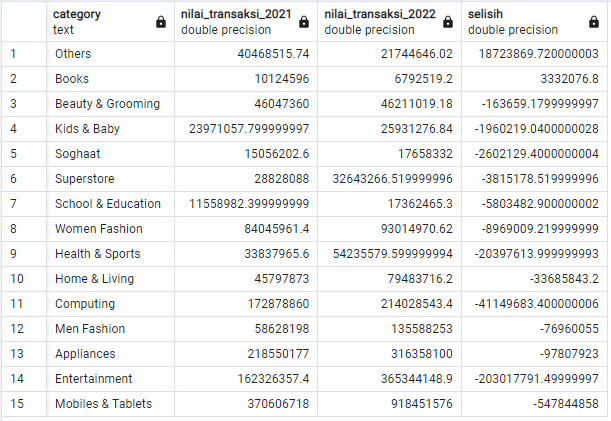 category nilai_transaksi_2021 nilai_transaksi_2022 selisih
text double precision double precision double precision
1 Others 40468515.74 21744646.02 18723869.720000003
2 Books 10124596 6792519.2 3332076.8
3 Beauty & Grooming 46047360 46211019.18 -163659.1799999997
4 Kids & Baby 23971057.799999997 25931276.84 -1960219.0400000028
5 Soghaat 15056202.6 17658332 -2602129.4000000004
6 Superstore 28828088 32643266.519999996 -3815178.519999996
7 School & Education 11558982.399999999 17362465.3 -5803482.900000002
8 Women Fashion 84045961.4 93014970.62 -8969009.219999999
9 Health & Sports 33837965.6 54235579.599999994 -20397613.999999993
10 Home & Living 45797873 79483716.2 -33685843.2
11 Computing 172878860 214028543.4 -41149683.400000006
12 Men Fashion 58628198 135588253 -76960055
13 Appliances 218550177 316358100 -97807923
14 Entertainment 162326357.4 365344148.9 -203017791.49999997
15 Mobiles & Tablets 370606718 918451576 -547844858